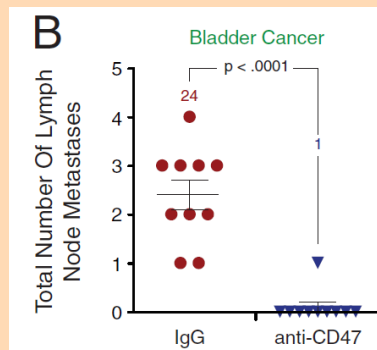 B
Bladder Cancer
p < .0001
Total Number Of Lymph
Node Metastases
5
4
3
2
1
0
24
1
IgG
anti-CD47